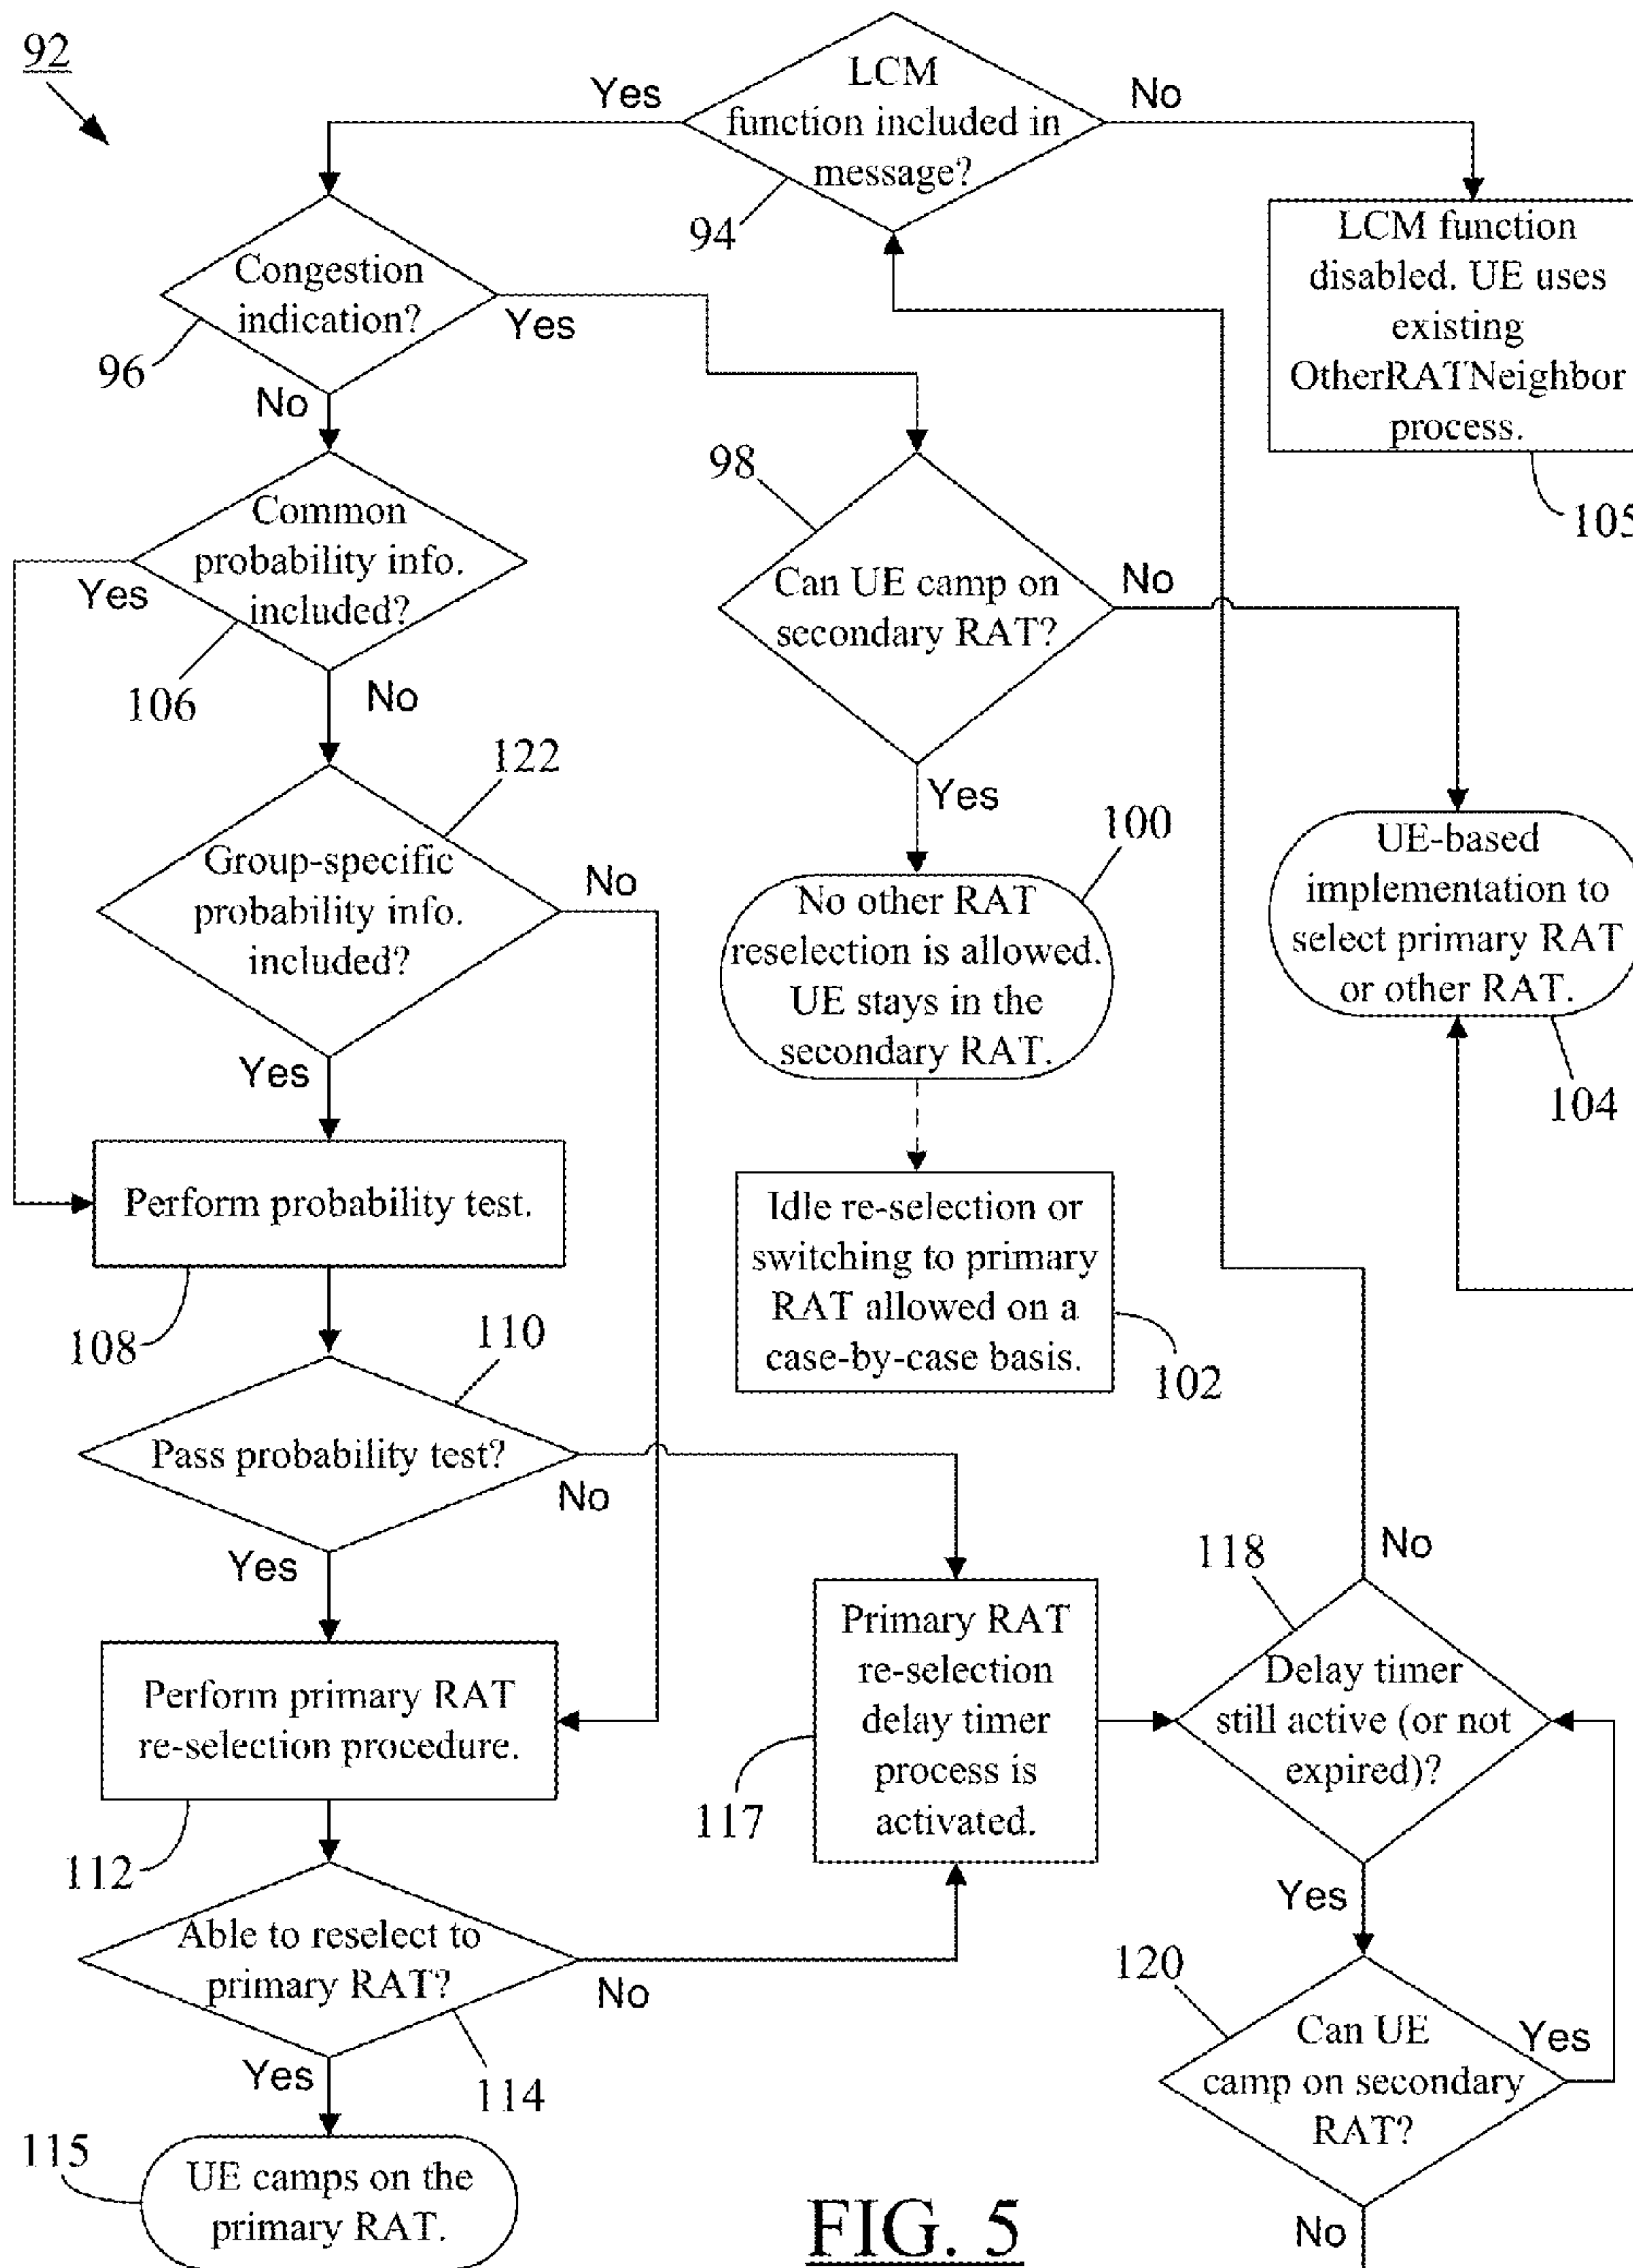 92
LCM
function included in
message?
Yes
No
94
Congestion
indication?
96
Yes
No
LCM function
disabled. UE uses
existing
OtherRATNeighbor
process.
105
Common
probability info.
included?
Yes
106
No
98
Can UE camp on
secondary RAT?
No
Yes
122
Group-specific
probability info.
included?
No
Yes
100
No other RAT
reselection is allowed.
UE stays in the
secondary RAT.
UE-based
implementation to
select primary RAT
or other RAT.
104
Perform probability test.
108
Idle re-selection or
switching to primary
RAT allowed on a
case-by-case basis.
102
110
Pass probability test?
No
Yes
Perform primary RAT
re-selection procedure.
112
Primary RAT
re-selection
delay timer
process is
activated.
117
118
No
Delay timer
still active (or not
expired)?
Yes
Able to reselect to
primary RAT?
No
114
Yes
120
Can UE
camp on secondary
RAT?
Yes
No
115
UE camps on the
primary RAT.
FIG. 5